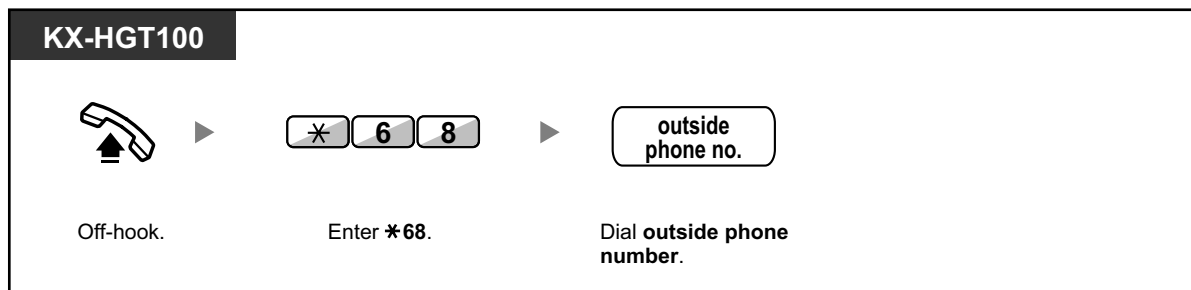 KX-HGT100
* 6 8
outside
phone no.
Off-hook.
Enter *68.
Dial outside phone
number.